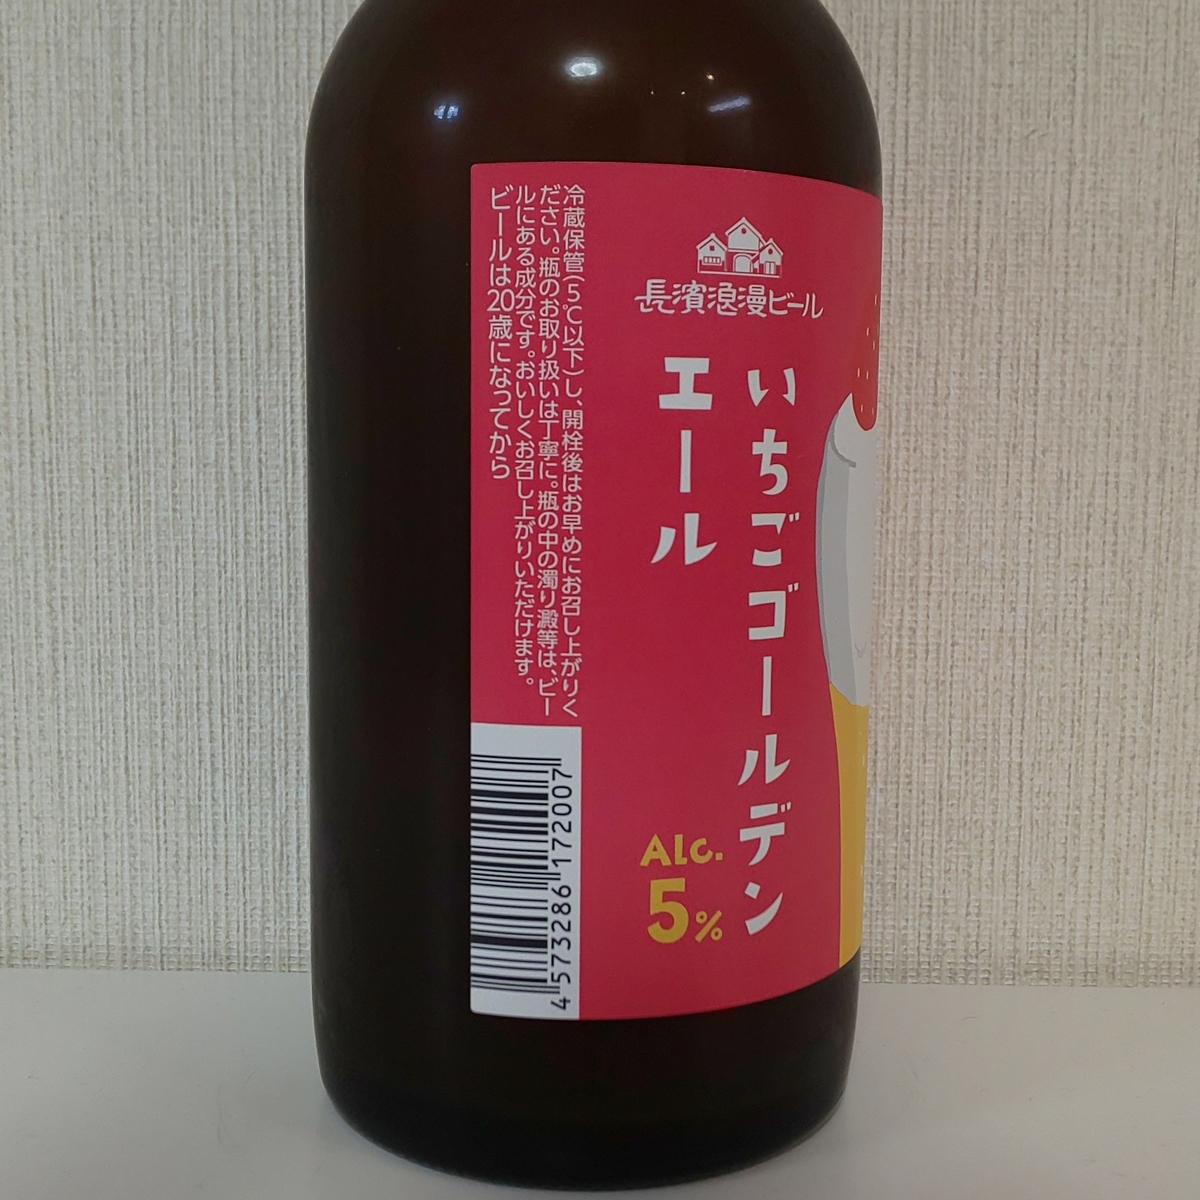 長濱浪漫ビール
いちごゴールデン
エール
ALC.
5%
冷蔵保管(5℃以下)し、開栓後はお早めにお召し上がりく
ださい。瓶のお取り扱いは丁寧に。瓶の中の濁り澱等は、ビー
ルにある成分です。おいしくお召し上がりいただけます。
ビールは20歳になってから
4 573286 172007